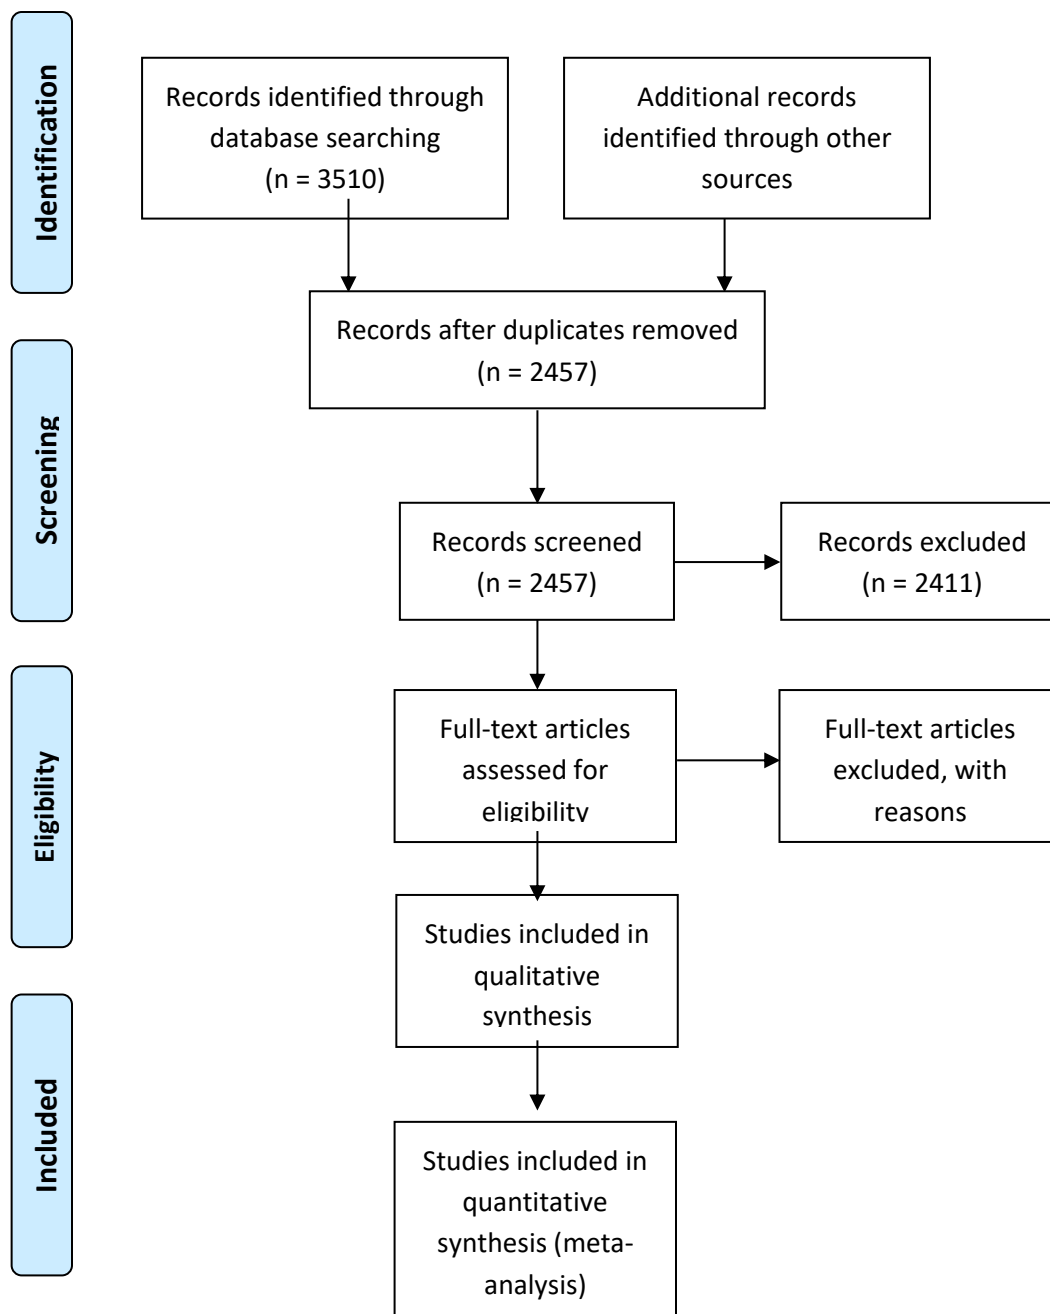 Identification
Records identified through
database searching
(n = 3510)
Additional records
identified through other
sources
Records after duplicates removed
(n = 2457)
Screening
Records screened
(n = 2457)
Records excluded
(n = 2411)
Eligibility
Full-text articles
assessed for
eligibility
Full-text articles
excluded, with
reasons
Studies included in
qualitative
synthesis
Included
Studies included in
quantitative
synthesis (meta-
analysis)